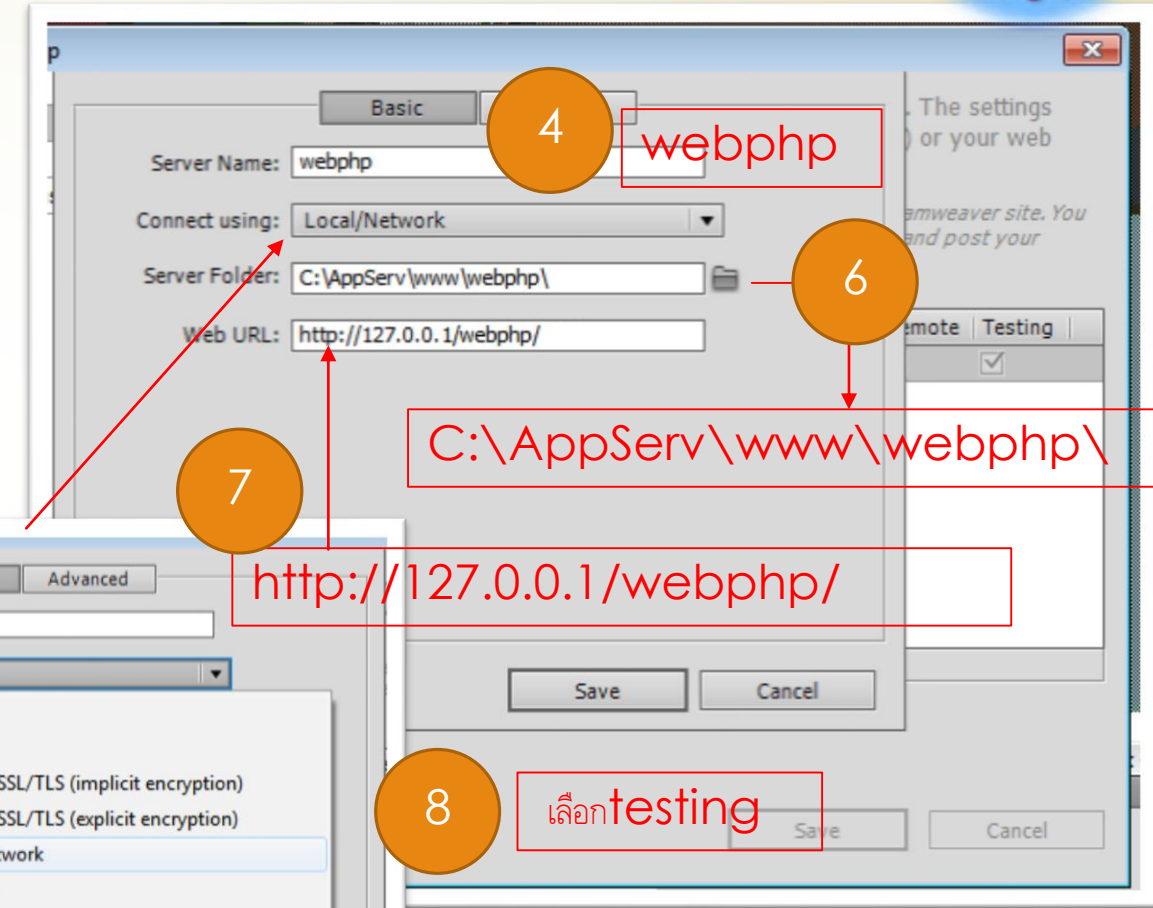 p
Basic
4
webphp
. The settings
) or your web
Server Name: webphp
Connect using: Local/Network
amweaver site. You
and post your
Server Folder: C:\AppServ\www\webphp\
6
Web URL: http://127.0.0.1/webphp/
emote Testing
C:\AppServ\www\webphp\
7
http://127.0.0.1/webphp/
Advanced
Save Cancel
SSL/TLS (implicit encryption)
SSL/TLS (explicit encryption)
twork
8
เลือกtesting
Save Cancel